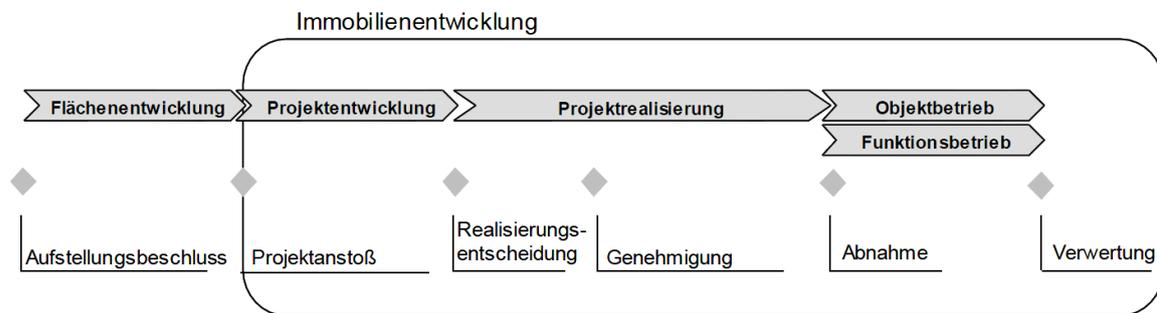 Immobilienentwicklung
Flächenentwicklung
Projektentwicklung
Projektrealisierung
Objektbetrieb
Funktionsbetrieb
Aufstellungsbeschluss
Projektanstoß
Realisierungs-
entscheidung
Genehmigung
Abnahme
Verwertung